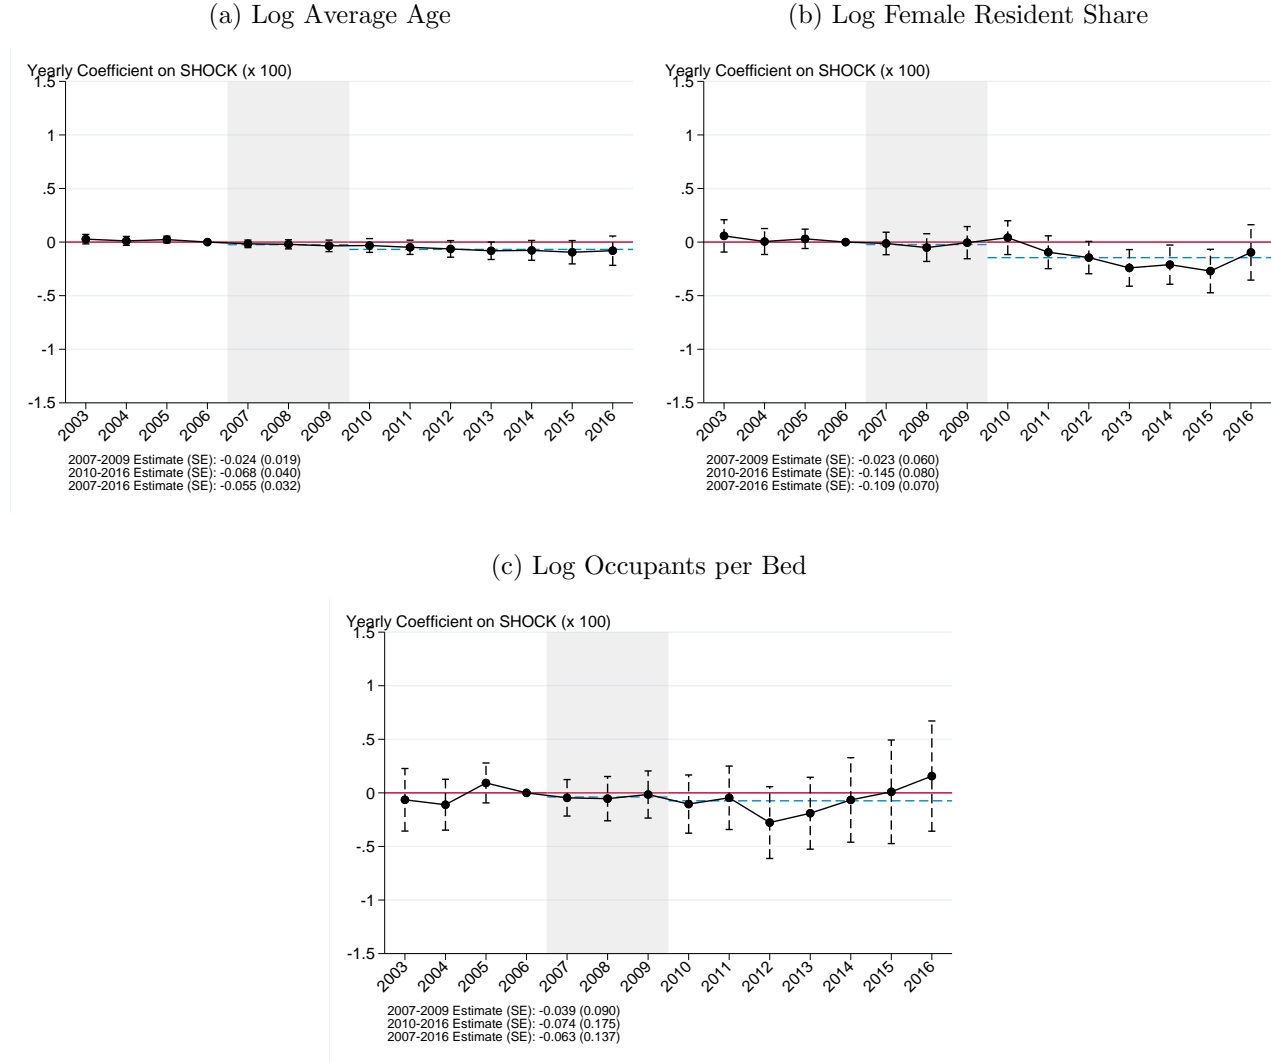 (a) Log Average Age
Yearly Coefficient on SHOCK (x 100)
1.5
1
.5
0
-.5
-1
-1.5
2003 2004 2005 2006 2007 2008 2009 2010 2011 2012 2013 2014 2015 2016
2007-2009 Estimate (SE): -0.024 (0.019)
2010-2016 Estimate (SE): -0.068 (0.040)
2007-2016 Estimate (SE): -0.055 (0.032)
(b) Log Female Resident Share
Yearly Coefficient on SHOCK (x 100)
1.5
1
.5
0
-.5
-1
-1.5
2003 2004 2005 2006 2007 2008 2009 2010 2011 2012 2013 2014 2015 2016
2007-2009 Estimate (SE): -0.023 (0.060)
2010-2016 Estimate (SE): -0.145 (0.080)
2007-2016 Estimate (SE): -0.109 (0.070)
(c) Log Occupants per Bed
Yearly Coefficient on SHOCK (x 100)
1.5
1
.5
0
-.5
-1
-1.5
2003 2004 2005 2006 2007 2008 2009 2010 2011 2012 2013 2014 2015 2016
2007-2009 Estimate (SE): -0.039 (0.090)
2010-2016 Estimate (SE): -0.074 (0.175)
2007-2016 Estimate (SE): -0.063 (0.137)